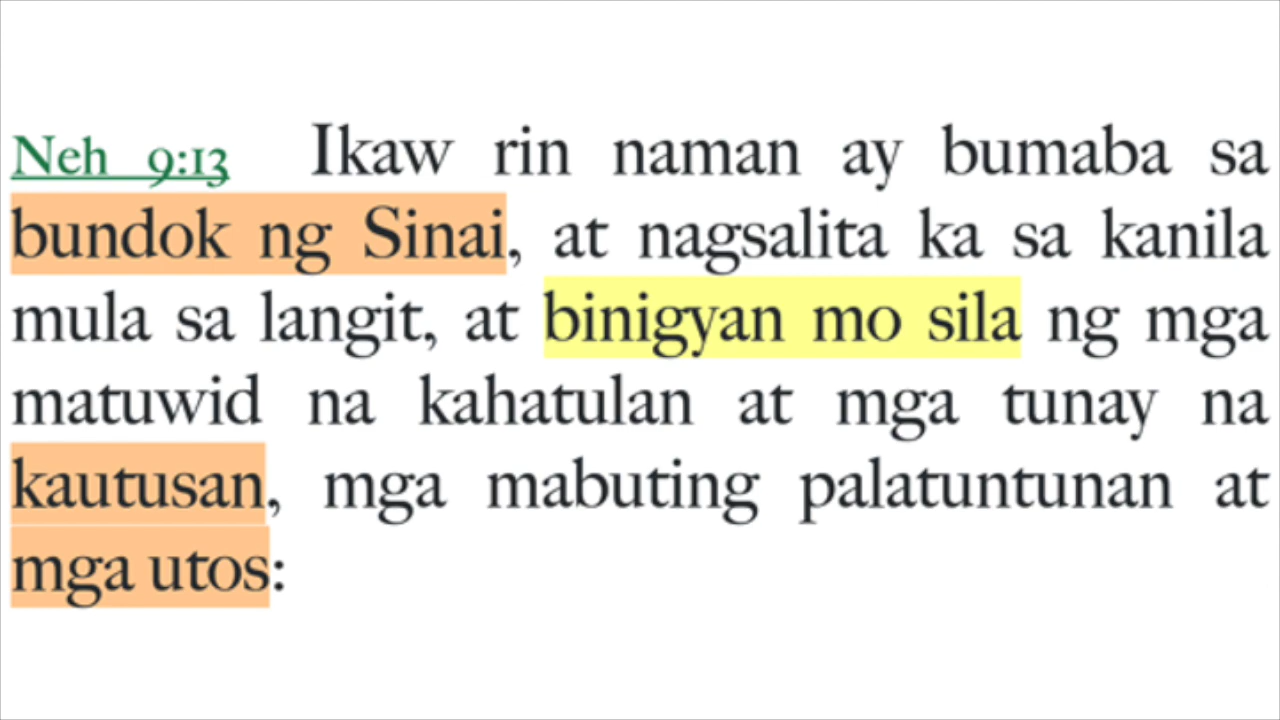 Neh 9:13 Ikaw rin naman ay bumaba sa
bundok ng Sinai, at nagsalita ka sa kanila
mula sa langit, at binigyan mo sila ng mga
matuwid na kahatulan at mga tunay na
kautusan, mga mabuting palatuntunan at
mga utos: